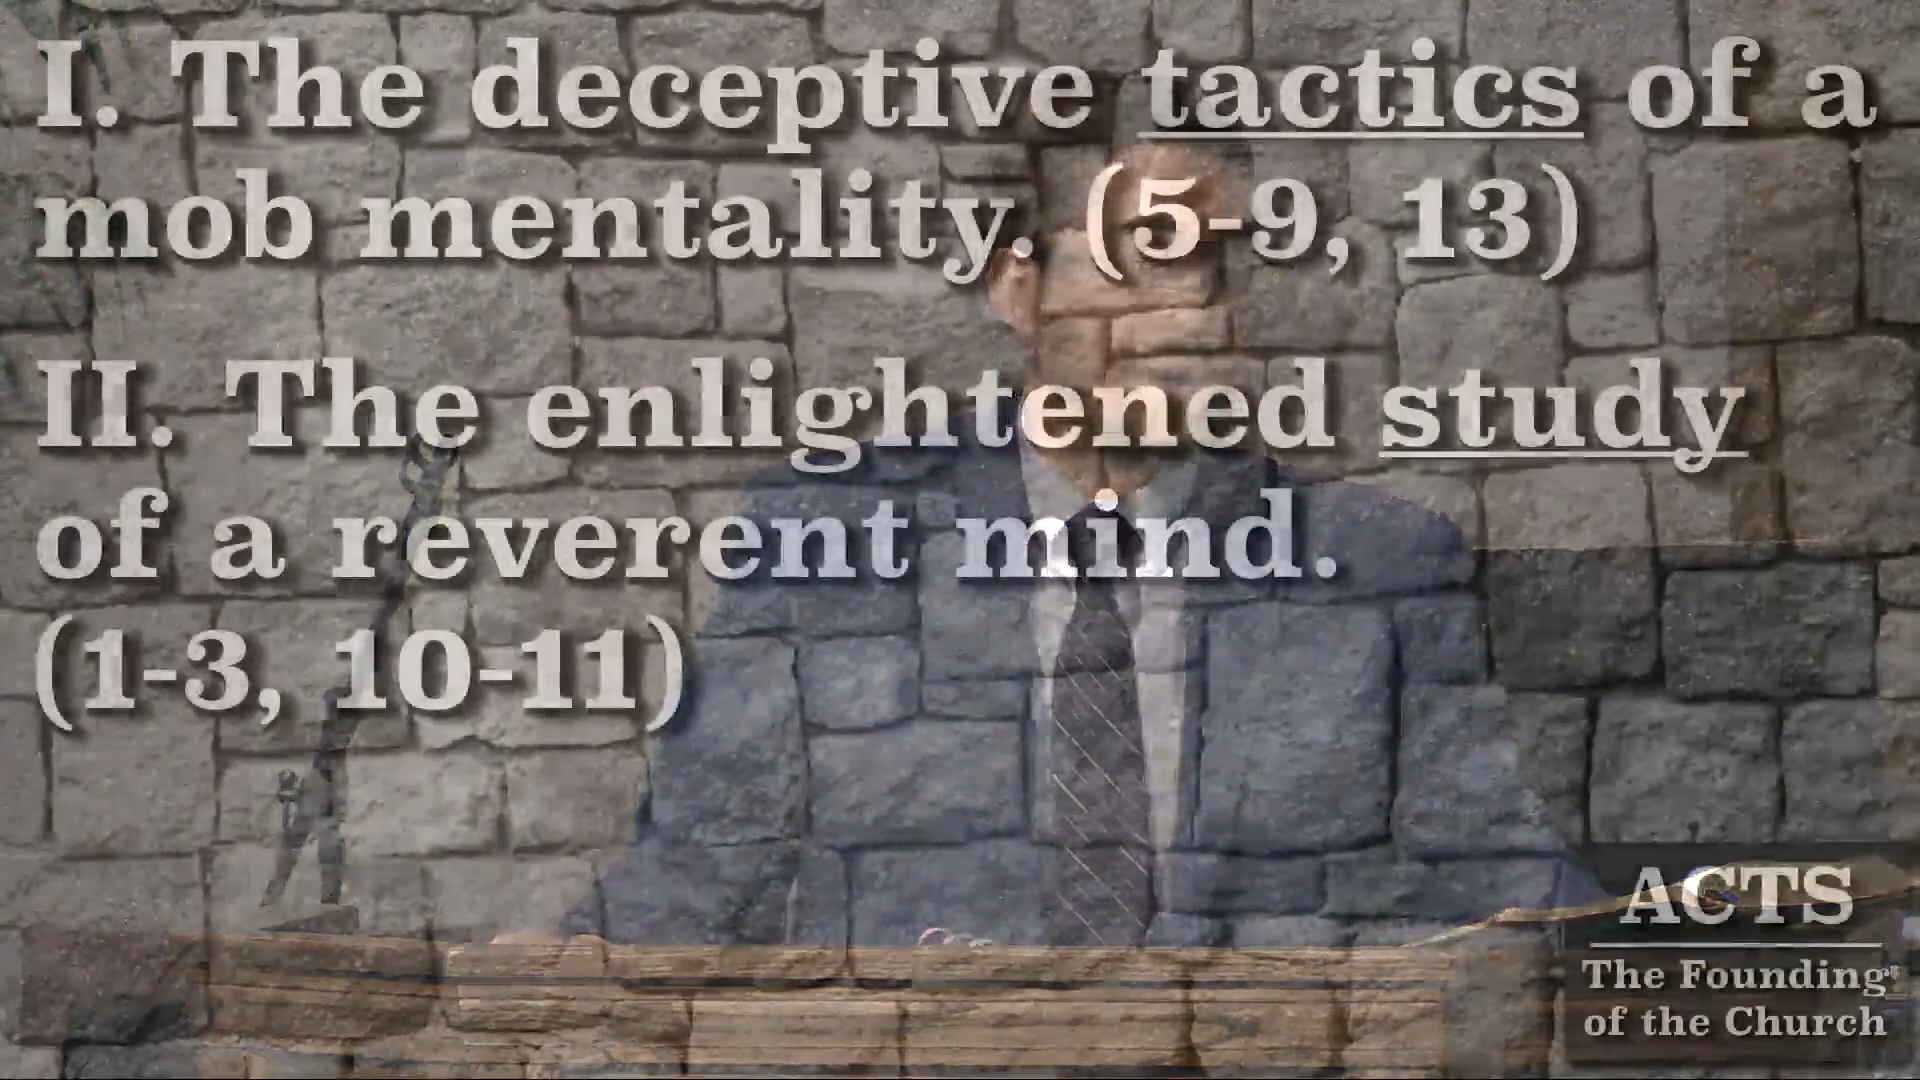 I. The deceptive tactics of a
mob mentality. (5-9, 13)
II. The enlightened study
of a reverent mind.
(1-3, 10-11)
ACTS
The Founding
of the Church